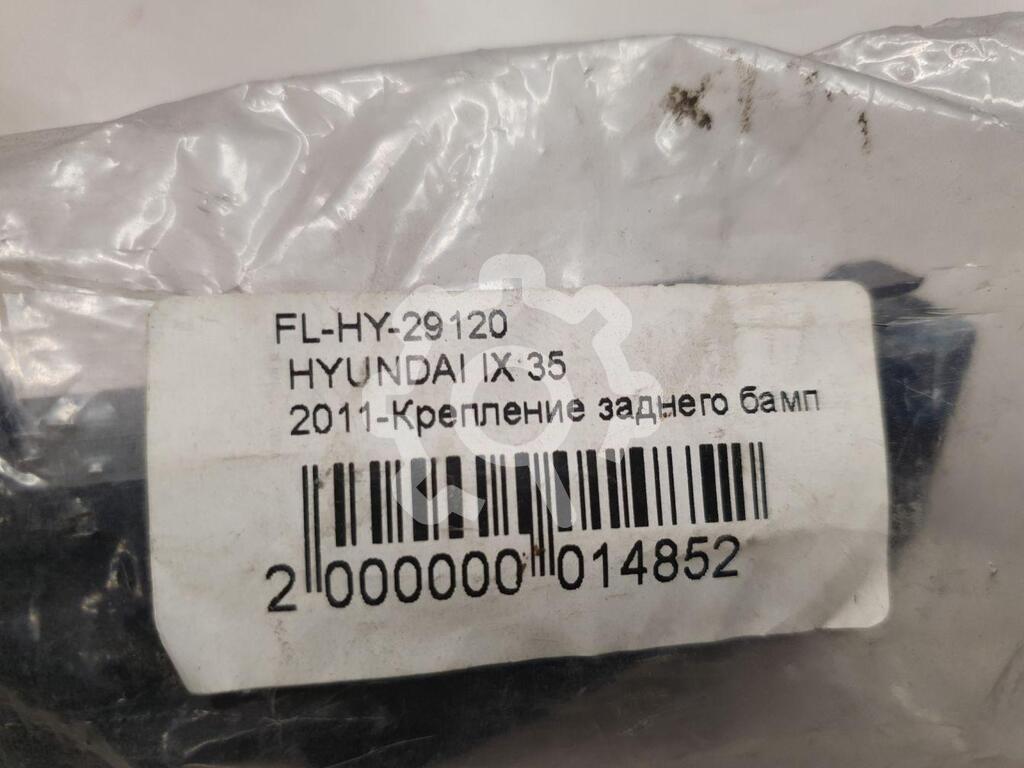 FL-HY-29120
HYUNDAI IX 35
2011-Крепление заднего бамп
2 000000 014852